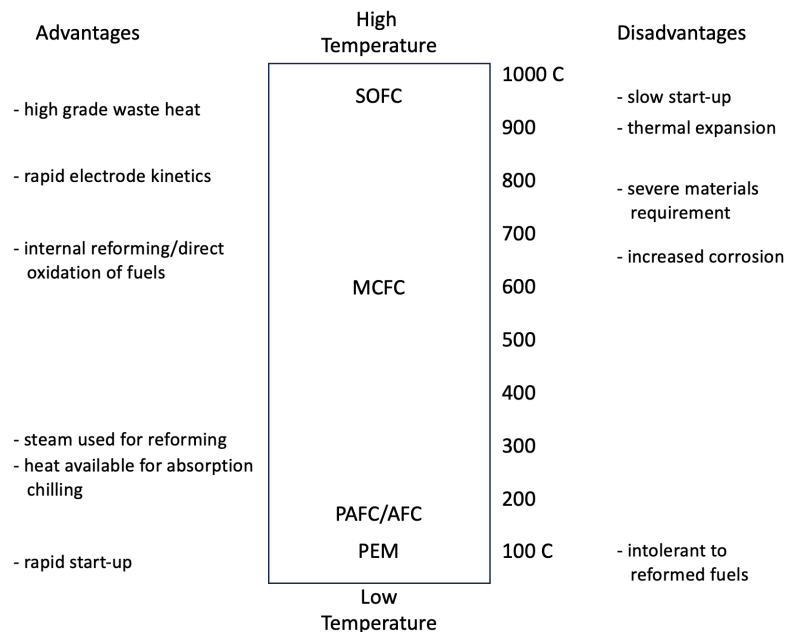 Advantages
High
Temperature
Disadvantages
- high grade waste heat
- rapid electrode kinetics
- internal reforming/direct
oxidation of fuels
- steam used for reforming
- heat available for absorption
chilling
- rapid start-up
SOFC
MCFC
PAFC/AFC
PEM
1000 C
900
800
700
600
500
400
300
200
100 C
- slow start-up
- thermal expansion
- severe materials
requirement
- increased corrosion
- intolerant to
reformed fuels
Low
Temperature